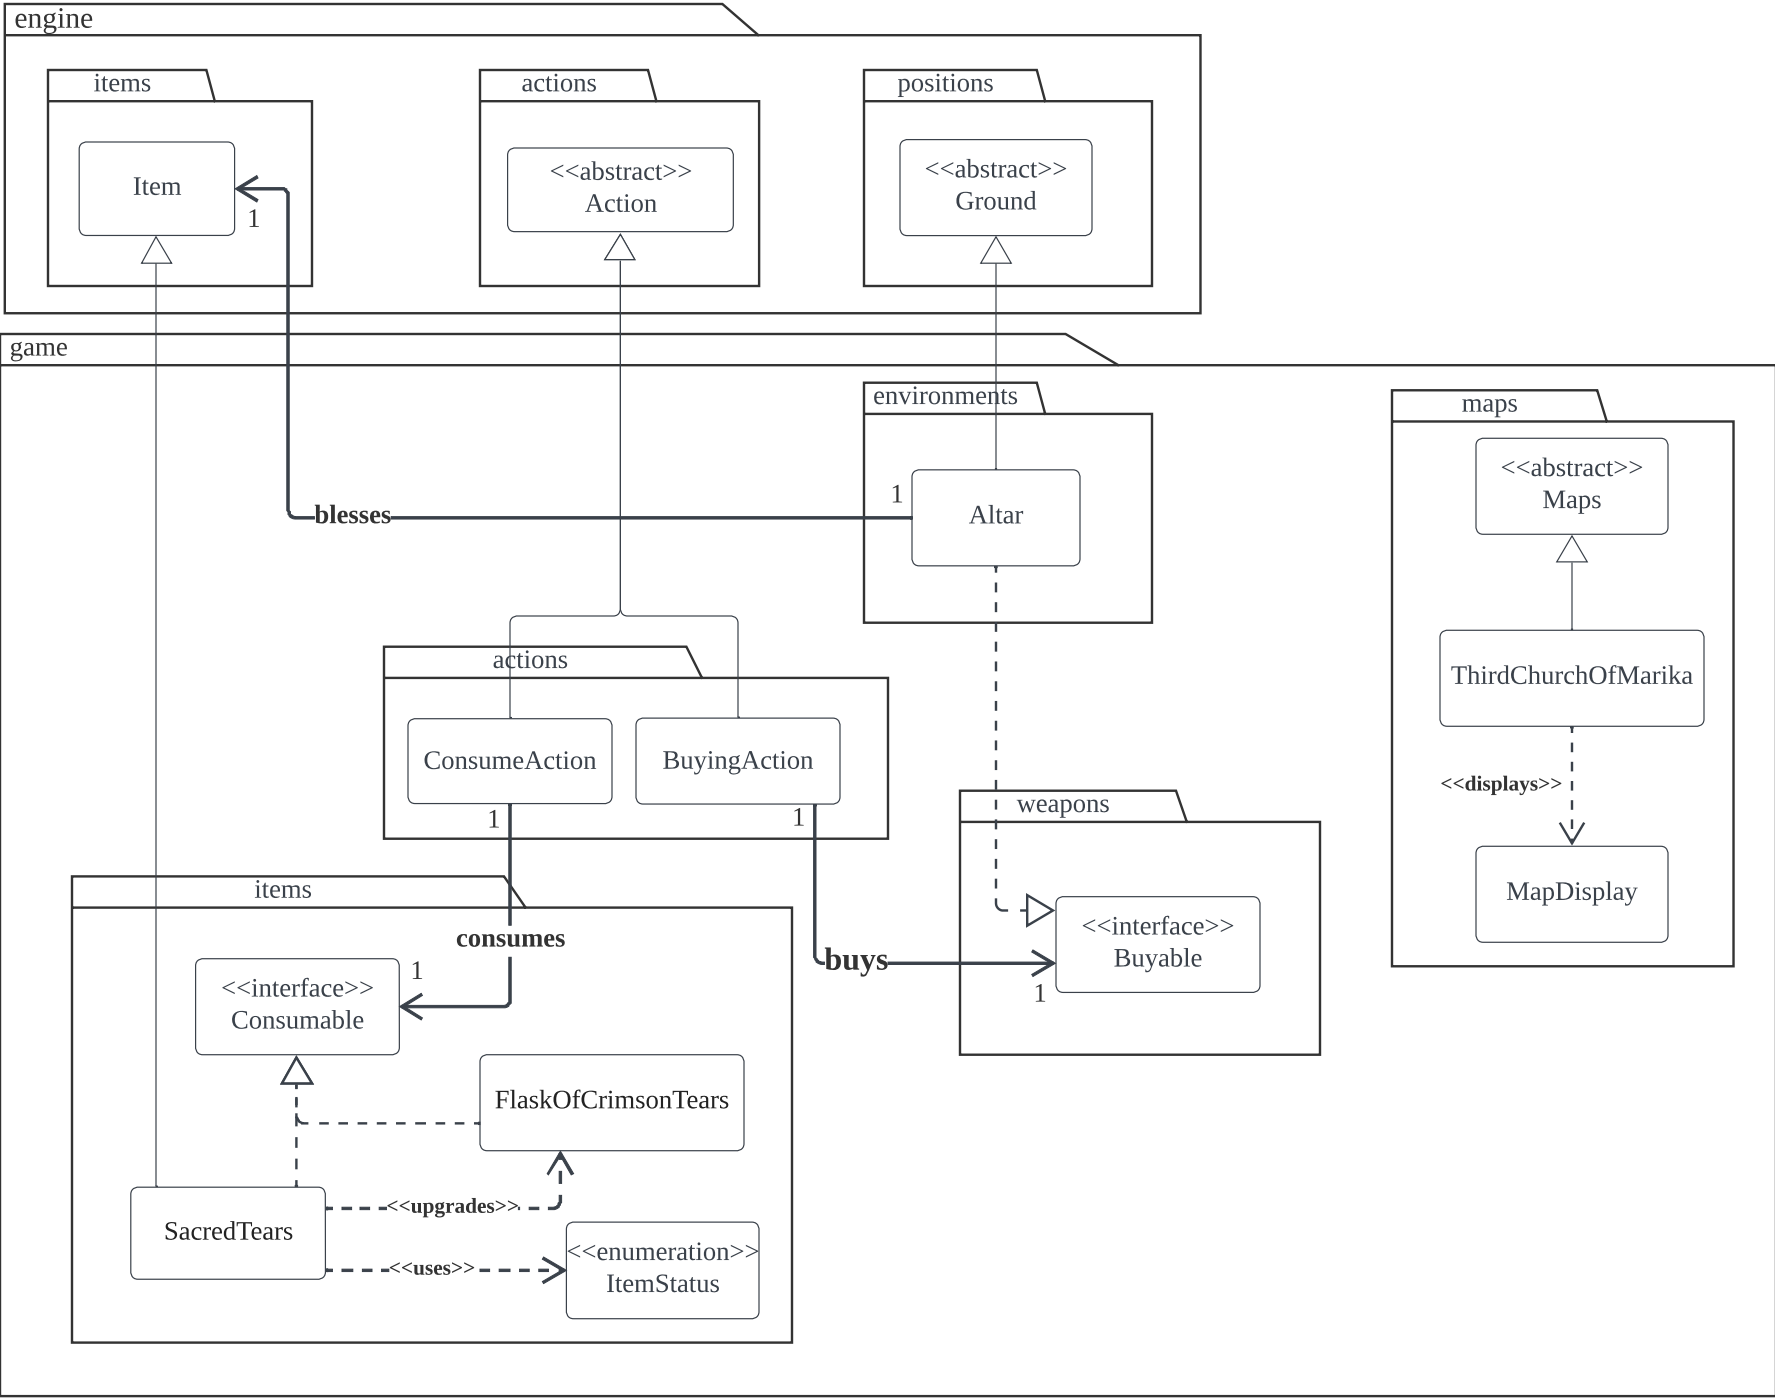 engine
items
actions
positions
Item
1
<<abstract>>
Action
<<abstract>>
Ground
game
environments
maps
<<abstract>>
Maps
1
Altar
blesses
actions
ThirdChurchOfMarika
ConsumeAction
BuyingAction
<<displays>>
1
1
weapons
MapDisplay
items
consumes
<<interface>>
Buyable
buys
1
1
<<interface>>
Consumable
FlaskOfCrimsonTears
<<upgrades>>
SacredTears
<<enumeration>>
ItemStatus
<<uses>>